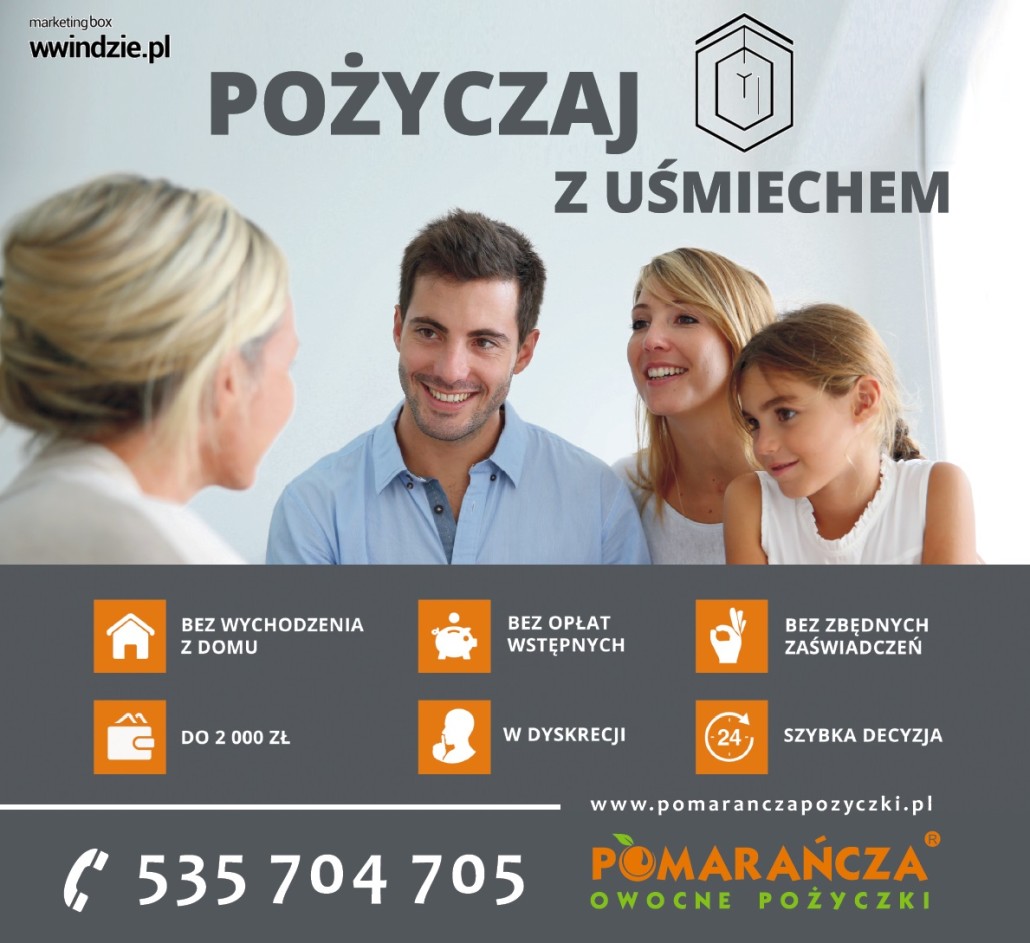 marketing box
wwindzie.pl
POŻYCZAJ
Z UŚMIECHEM
BEZ WYCHODZENIA
Z DOMU
BEZ OPŁAT
WSTĘPNYCH
BEZ ZBĘDNYCH
ZAŚWIADCZEŃ
DO 2 000 ZŁ
W DYSKRECJI
24
SZYBKA DECYZJA
www.pomaranczapozyczki.pl
535 704 705
POMARAŃCZA®
OWOCNE POŻYCZKI